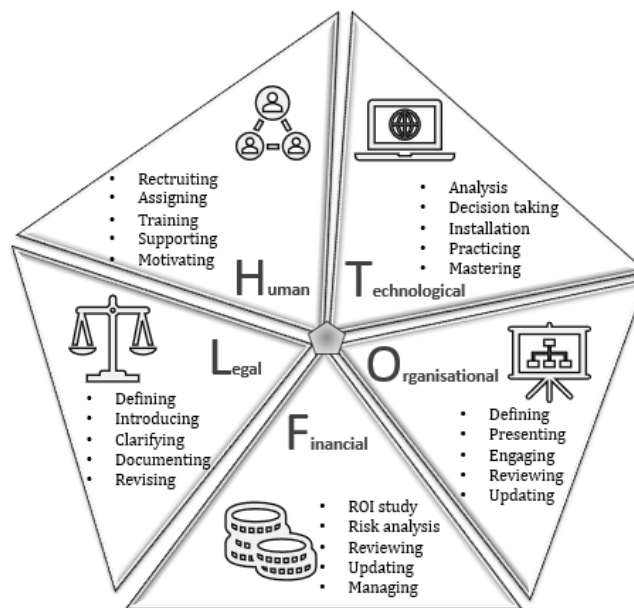 Recruiting
Assigning
Training
Supporting
Motivating
Human
Analysis
Decision taking
Installation
Practicing
Mastering
Technological
Legal
Defining
Introducing
Clarifying
Documenting
Revising
Organisational
Defining
Presenting
Engaging
Reviewing
Updating
Financial
ROI study
Risk analysis
Reviewing
Updating
Managing